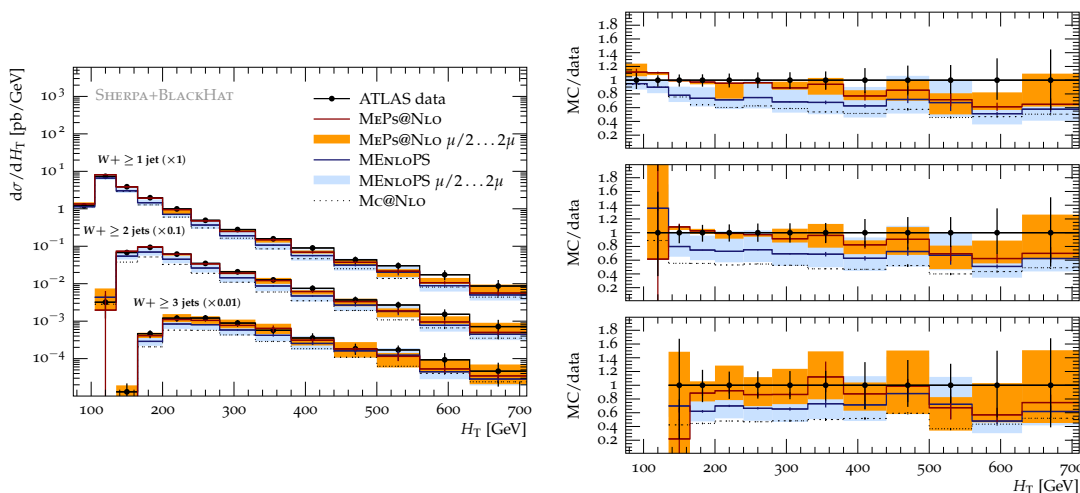 SHERPA+BLACKHAT
ATLAS data
MEPS@NLO
MEPS@NLO μ/2...2μ
MENLOPS
MENLOPS μ/2...2μ
MC@NLO
W+ ≥ 1 jet (×1)
W+ ≥ 2 jets (×0.1)
W+ ≥ 3 jets (×0.01)
dσ/dH_T [pb/GeV]
10^3
10^2
10^1
1
10^−1
10^−2
10^−3
10^−4
100 200 300 400 500 600 700
H_T [GeV]
MC/data
1.8
1.6
1.4
1.2
1
0.8
0.6
0.4
0.2
MC/data
1.8
1.6
1.4
1.2
1
0.8
0.6
0.4
0.2
MC/data
1.8
1.6
1.4
1.2
1
0.8
0.6
0.4
0.2
100 200 300 400 500 600 700
H_T [GeV]